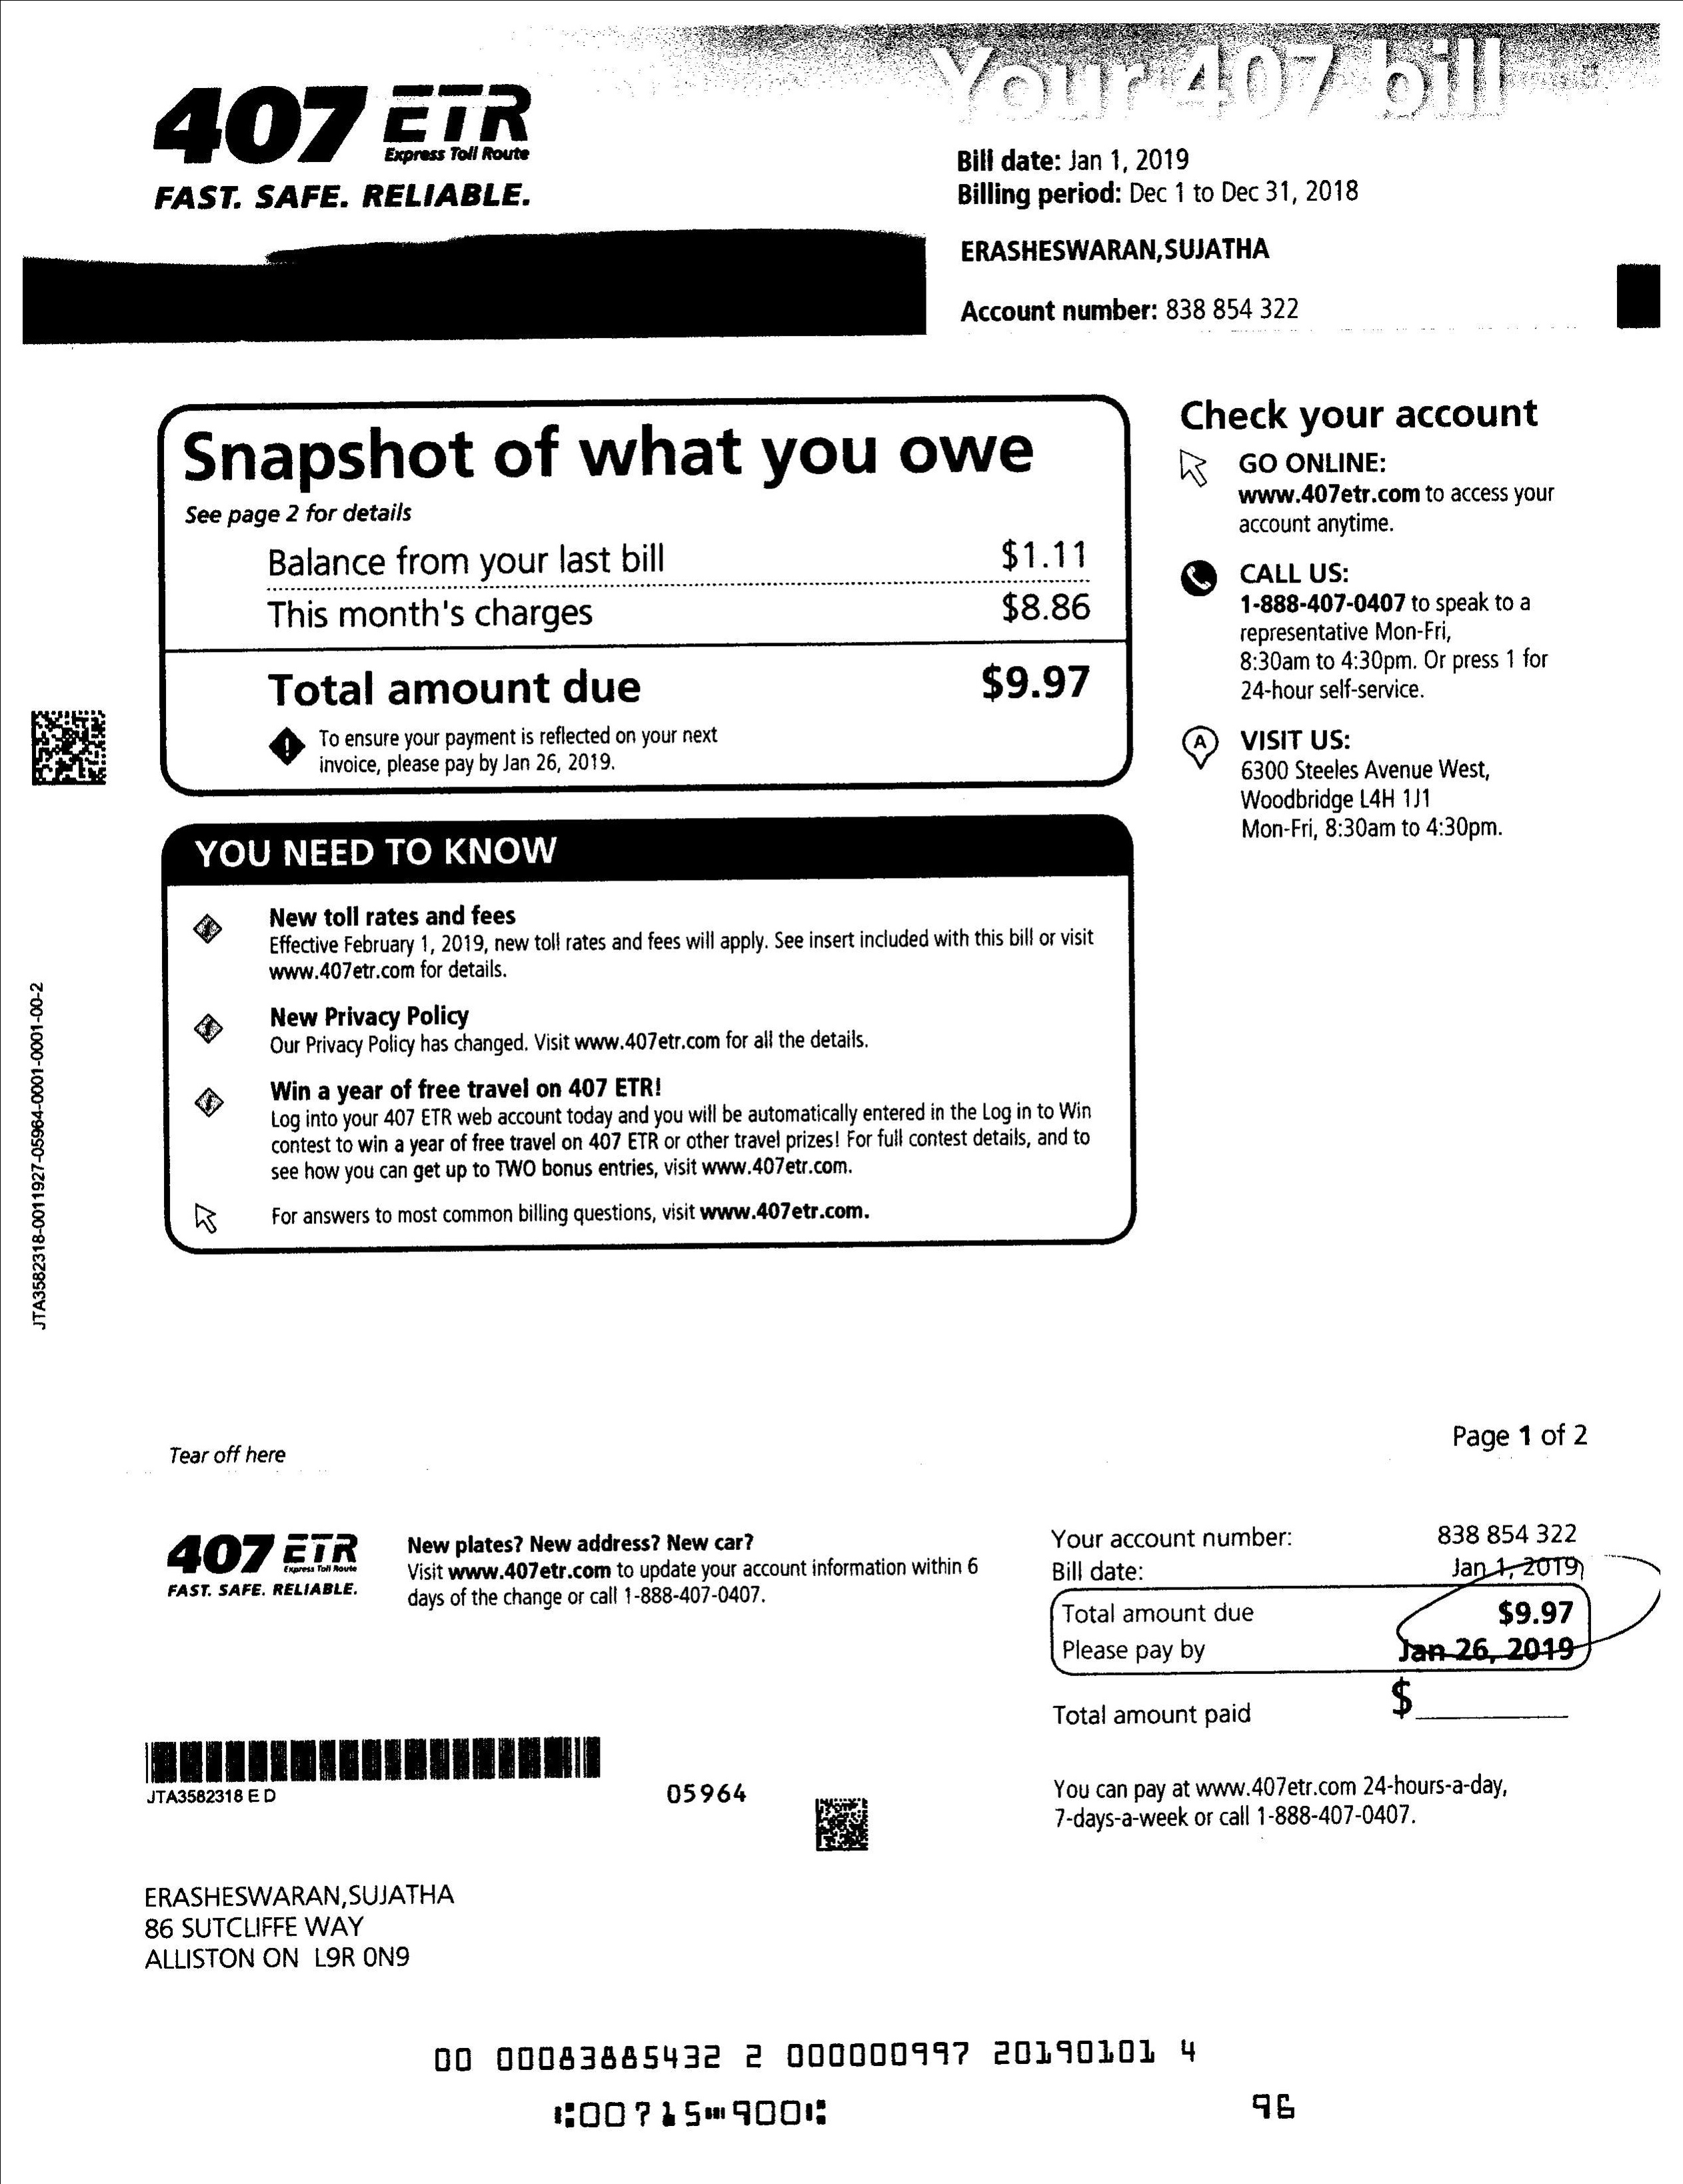 Your 407 bill
407 ETR
Express Toll Route
FAST. SAFE. RELIABLE.
Bill date: Jan 1, 2019
Billing period: Dec 1 to Dec 31, 2018
ERASHESWARAN,SUJATHA
Account number: 838 854 322
Snapshot of what you owe
See page 2 for details
Balance from your last bill $1.11
This month's charges $8.86
Total amount due $9.97
! To ensure your payment is reflected on your next
invoice, please pay by Jan 26, 2019.
Check your account
GO ONLINE:
www.407etr.com to access your
account anytime.
CALL US:
1-888-407-0407 to speak to a
representative Mon-Fri,
8:30am to 4:30pm. Or press 1 for
24-hour self-service.
A VISIT US:
6300 Steeles Avenue West,
Woodbridge L4H 1J1
Mon-Fri, 8:30am to 4:30pm.
YOU NEED TO KNOW
New toll rates and fees
Effective February 1, 2019, new toll rates and fees will apply. See insert included with this bill or visit
www.407etr.com for details.
New Privacy Policy
Our Privacy Policy has changed. Visit www.407etr.com for all the details.
Win a year of free travel on 407 ETR!
Log into your 407 ETR web account today and you will be automatically entered in the Log in to Win
contest to win a year of free travel on 407 ETR or other travel prizes! For full contest details, and to
see how you can get up to TWO bonus entries, visit www.407etr.com.
For answers to most common billing questions, visit www.407etr.com.
JTA3582318-0011927-05964-0001-0001-00-2
Page 1 of 2
Tear off here
407 ETR
Express Toll Route
FAST. SAFE. RELIABLE.
New plates? New address? New car?
Visit www.407etr.com to update your account information within 6
days of the change or call 1-888-407-0407.
Your account number: 838 854 322
Bill date: Jan 1, 2019
Total amount due $9.97
Please pay by Jan 26, 2019
Total amount paid $
JTA3582318 E D
05964
You can pay at www.407etr.com 24-hours-a-day,
7-days-a-week or call 1-888-407-0407.
ERASHESWARAN,SUJATHA
86 SUTCLIFFE WAY
ALLISTON ON L9R 0N9
00 00083885432 2 000000997 20190101 4
⑆00715⑉900⑆ 96